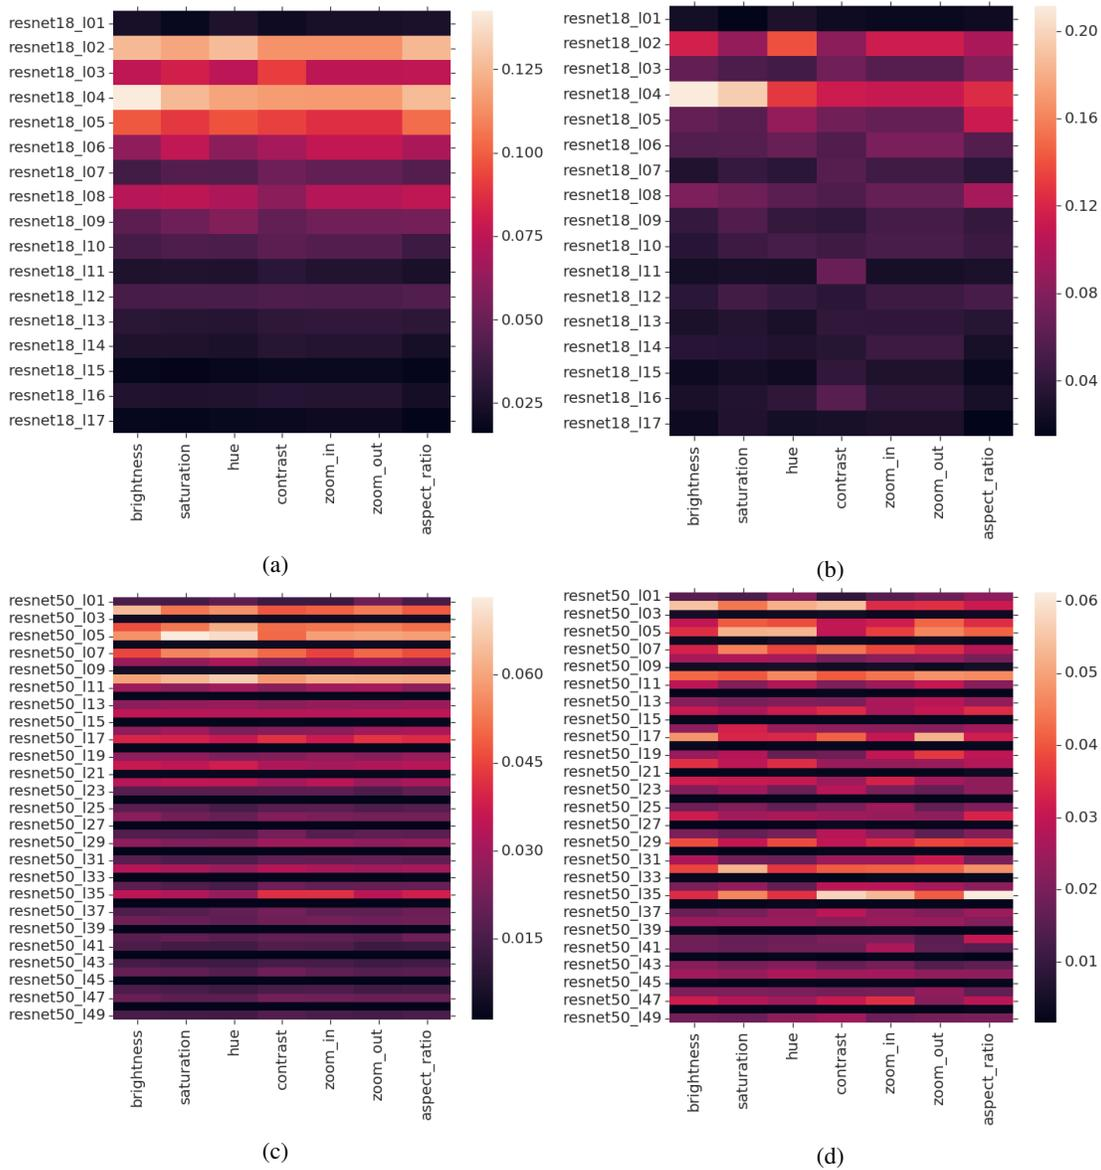 resnet18_l01
resnet18_l02
resnet18_l03
resnet18_l04
resnet18_l05
resnet18_l06
resnet18_l07
resnet18_l08
resnet18_l09
resnet18_l10
resnet18_l11
resnet18_l12
resnet18_l13
resnet18_l14
resnet18_l15
resnet18_l16
resnet18_l17
brightness
saturation
hue
contrast
zoom_in
zoom_out
aspect_ratio
0.125
0.100
0.075
0.050
0.025
(a)
resnet18_l01
resnet18_l02
resnet18_l03
resnet18_l04
resnet18_l05
resnet18_l06
resnet18_l07
resnet18_l08
resnet18_l09
resnet18_l10
resnet18_l11
resnet18_l12
resnet18_l13
resnet18_l14
resnet18_l15
resnet18_l16
resnet18_l17
brightness
saturation
hue
contrast
zoom_in
zoom_out
aspect_ratio
0.20
0.16
0.12
0.08
0.04
(b)
resnet50_l01
resnet50_l03
resnet50_l05
resnet50_l07
resnet50_l09
resnet50_l11
resnet50_l13
resnet50_l15
resnet50_l17
resnet50_l19
resnet50_l21
resnet50_l23
resnet50_l25
resnet50_l27
resnet50_l29
resnet50_l31
resnet50_l33
resnet50_l35
resnet50_l37
resnet50_l39
resnet50_l41
resnet50_l43
resnet50_l45
resnet50_l47
resnet50_l49
brightness
saturation
hue
contrast
zoom_in
zoom_out
aspect_ratio
0.060
0.045
0.030
0.015
(c)
resnet50_l01
resnet50_l03
resnet50_l05
resnet50_l07
resnet50_l09
resnet50_l11
resnet50_l13
resnet50_l15
resnet50_l17
resnet50_l19
resnet50_l21
resnet50_l23
resnet50_l25
resnet50_l27
resnet50_l29
resnet50_l31
resnet50_l33
resnet50_l35
resnet50_l37
resnet50_l39
resnet50_l41
resnet50_l43
resnet50_l45
resnet50_l47
resnet50_l49
brightness
saturation
hue
contrast
zoom_in
zoom_out
aspect_ratio
0.06
0.05
0.04
0.03
0.02
0.01
(d)